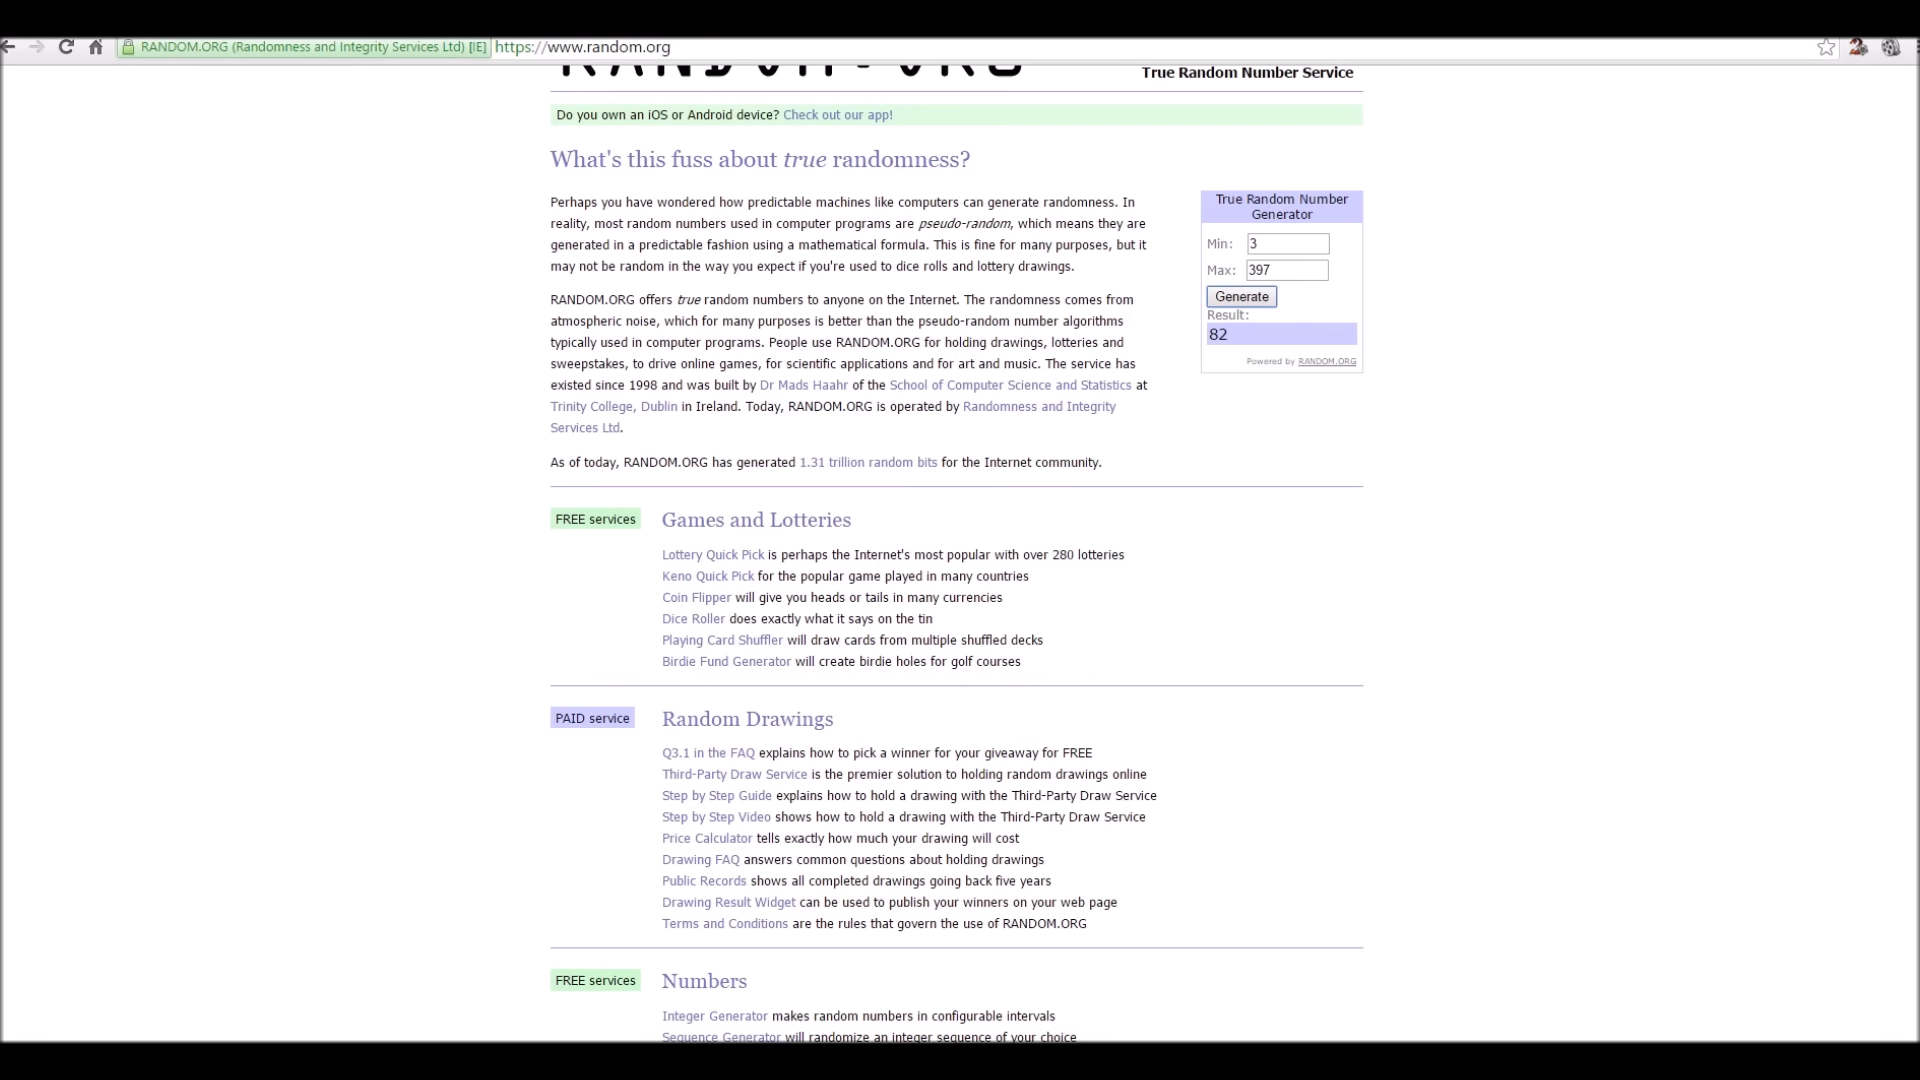 RANDOM.ORG (Randomness and Integrity Services Ltd) [IE] https://www.random.org
RANDOM.ORG
True Random Number Service
Do you own an iOS or Android device? Check out our app!
What's this fuss about true randomness?
Perhaps you have wondered how predictable machines like computers can generate randomness. In
reality, most random numbers used in computer programs are pseudo-random, which means they are
generated in a predictable fashion using a mathematical formula. This is fine for many purposes, but it
may not be random in the way you expect if you're used to dice rolls and lottery drawings.
RANDOM.ORG offers true random numbers to anyone on the Internet. The randomness comes from
atmospheric noise, which for many purposes is better than the pseudo-random number algorithms
typically used in computer programs. People use RANDOM.ORG for holding drawings, lotteries and
sweepstakes, to drive online games, for scientific applications and for art and music. The service has
existed since 1998 and was built by Dr Mads Haahr of the School of Computer Science and Statistics at
Trinity College, Dublin in Ireland. Today, RANDOM.ORG is operated by Randomness and Integrity
Services Ltd.
As of today, RANDOM.ORG has generated 1.31 trillion random bits for the Internet community.
True Random Number
Generator
Min: 3
Max: 397
Generate
Result:
82
Powered by RANDOM.ORG
FREE services
Games and Lotteries
Lottery Quick Pick is perhaps the Internet's most popular with over 280 lotteries
Keno Quick Pick for the popular game played in many countries
Coin Flipper will give you heads or tails in many currencies
Dice Roller does exactly what it says on the tin
Playing Card Shuffler will draw cards from multiple shuffled decks
Birdie Fund Generator will create birdie holes for golf courses
PAID service
Random Drawings
Q3.1 in the FAQ explains how to pick a winner for your giveaway for FREE
Third-Party Draw Service is the premier solution to holding random drawings online
Step by Step Guide explains how to hold a drawing with the Third-Party Draw Service
Step by Step Video shows how to hold a drawing with the Third-Party Draw Service
Price Calculator tells exactly how much your drawing will cost
Drawing FAQ answers common questions about holding drawings
Public Records shows all completed drawings going back five years
Drawing Result Widget can be used to publish your winners on your web page
Terms and Conditions are the rules that govern the use of RANDOM.ORG
FREE services
Numbers
Integer Generator makes random numbers in configurable intervals
Sequence Generator will randomize an integer sequence of your choice